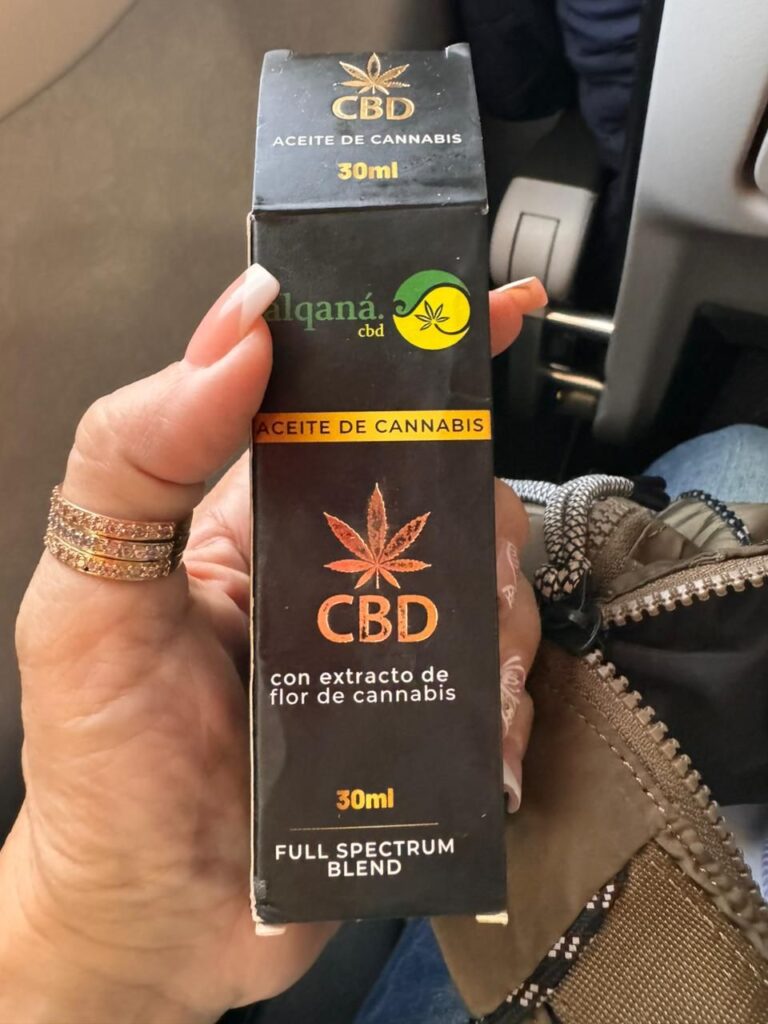 CBD
ACEITE DE CANNABIS
30ml
alqaná.
cbd
ACEITE DE CANNABIS
CBD
con extracto de
flor de cannabis
30ml
FULL SPECTRUM
BLEND